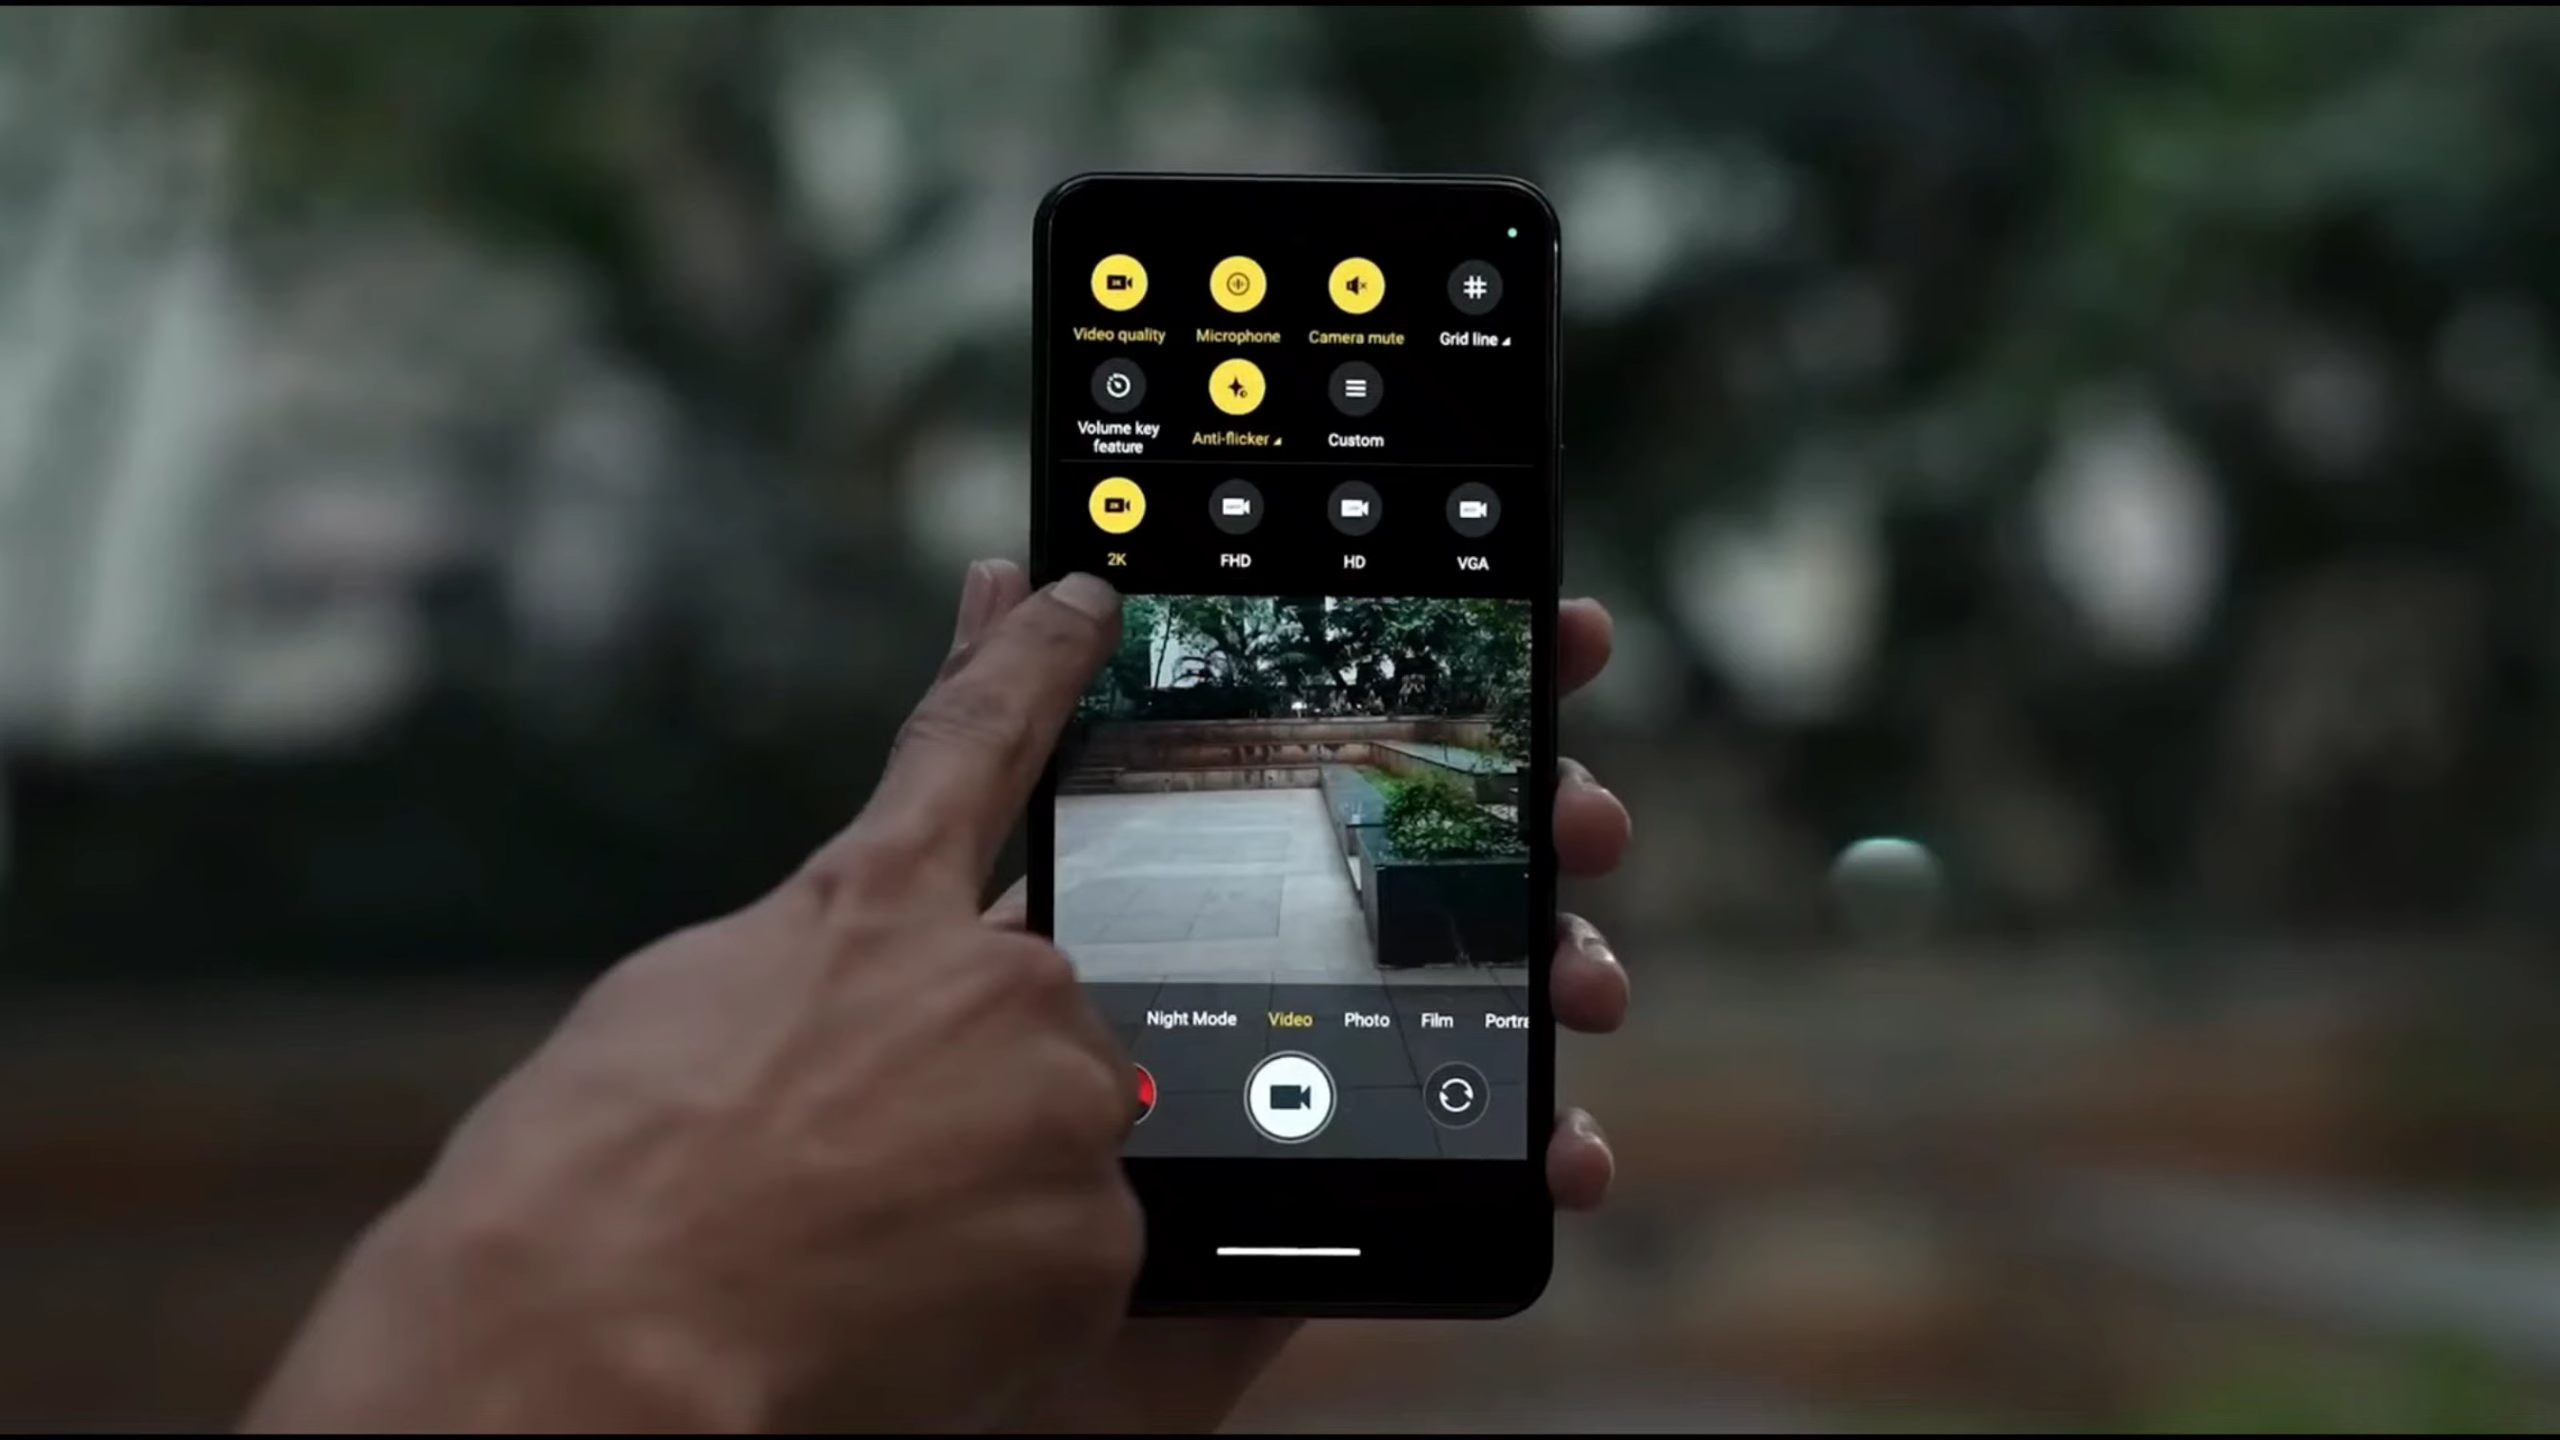 Video quality
Microphone
Camera mute
Grid line
Volume key
feature
Anti-flicker
Custom
2K
FHD
HD
VGA
Night Mode
Video
Photo
Film
Portra